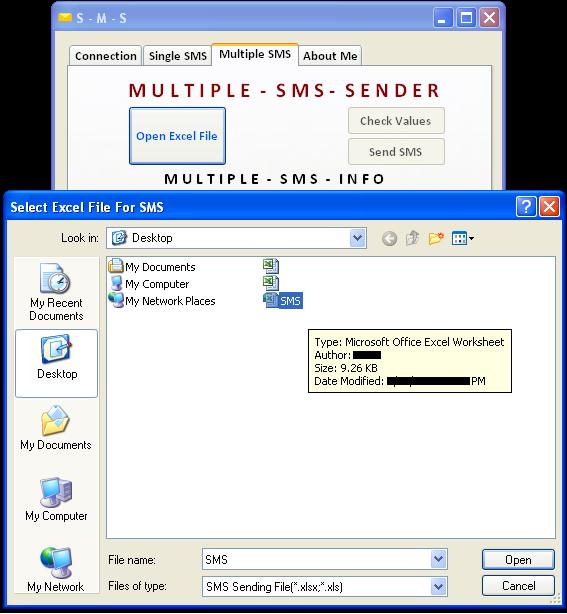 S - M - S
Connection Single SMS Multiple SMS About Me
MULTIPLE - SMS- SENDER
Open Excel File
Check Values
Send SMS
MULTIPLE - SMS - INFO
Select Excel File For SMS
Look in: Desktop
My Recent Documents
Desktop
My Documents
My Computer
My Network
My Documents
My Computer
My Network Places
SMS
Type: Microsoft Office Excel Worksheet
Author:
Size: 9.26 KB
Date Modified: PM
File name: SMS Open
Files of type: SMS Sending File(*.xlsx;*.xls) Cancel